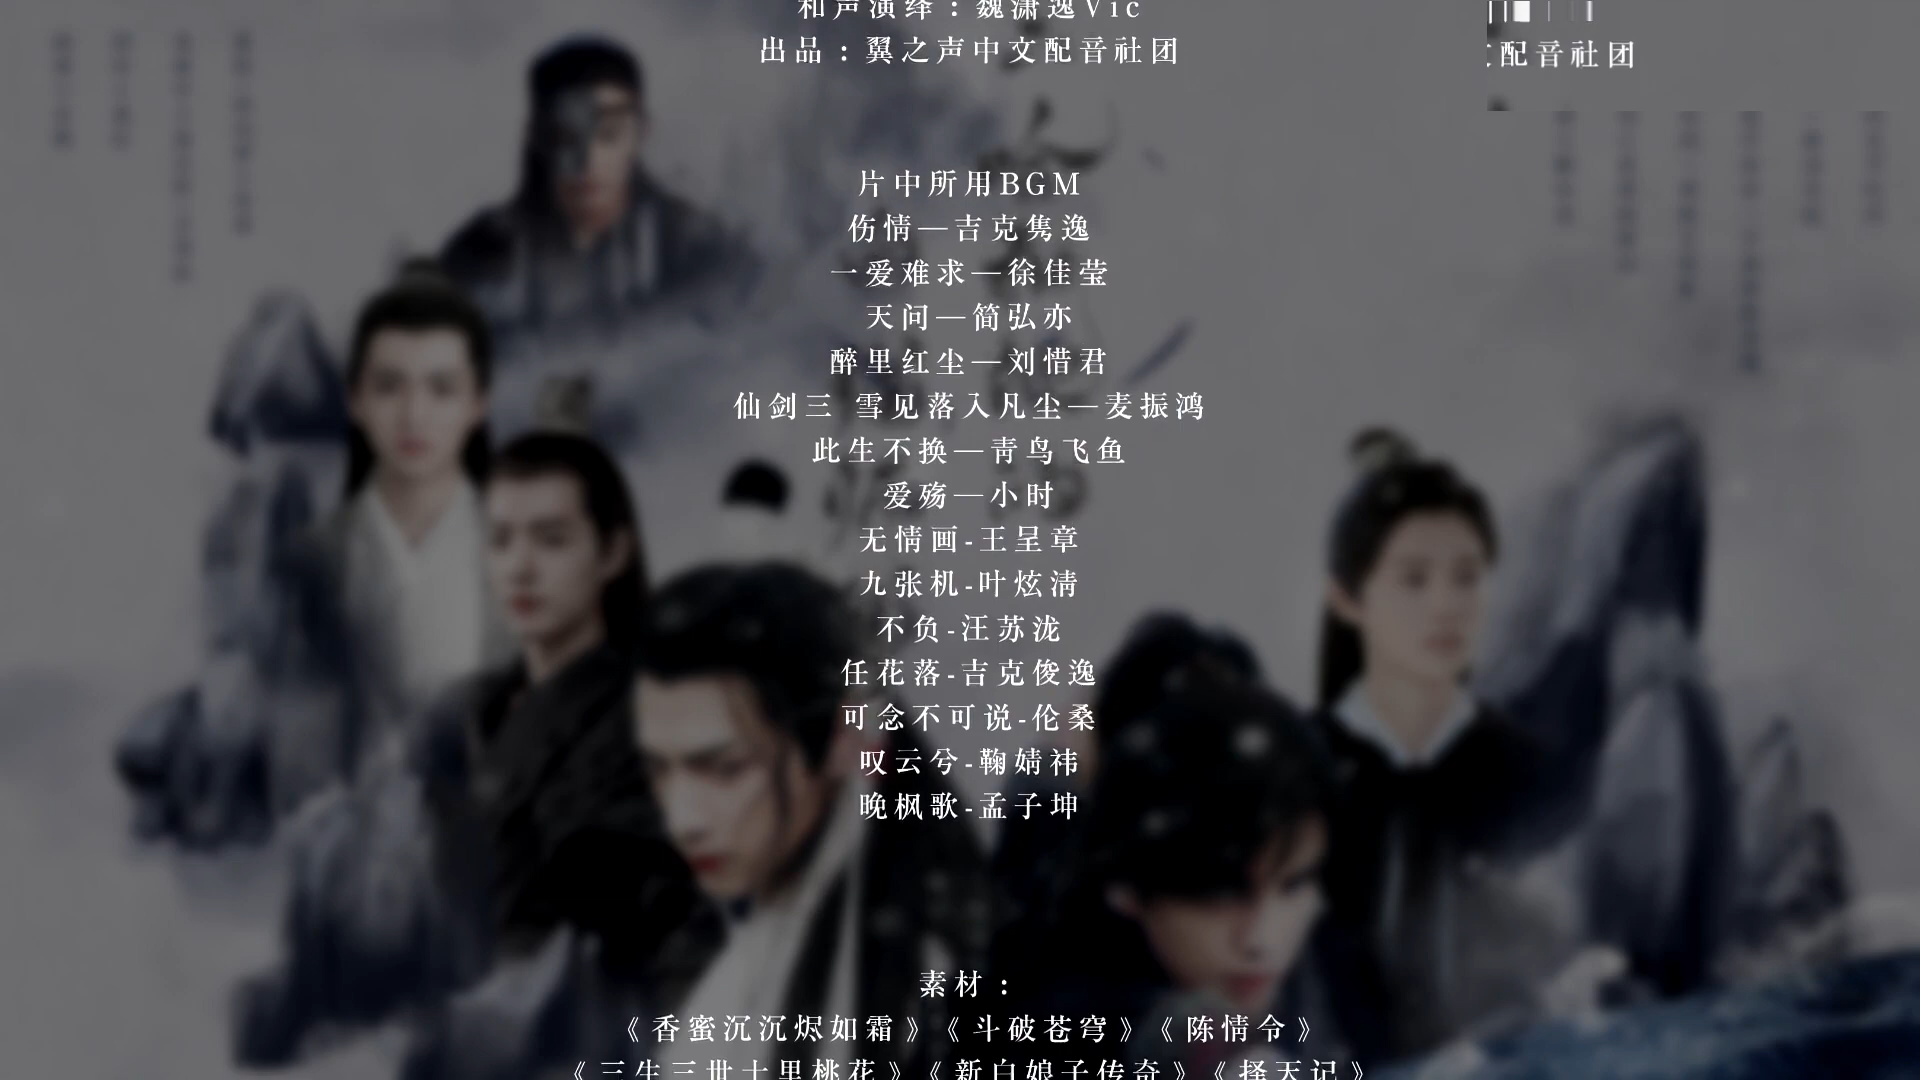 和声演绎：魏潇逸Vic
出品：翼之声中文配音社团
配音社团
片中所用BGM
伤情—吉克隽逸
一爱难求—徐佳莹
天问—简弘亦
醉里红尘—刘惜君
仙剑三 雪见落入凡尘—麦振鸿
此生不换—青鸟飞鱼
爱殇—小时
无情画-王呈章
九张机-叶炫清
不负-汪苏泷
任花落-吉克俊逸
可念不可说-伦桑
叹云兮-鞠婧祎
晚枫歌-孟子坤
素材：
《香蜜沉沉烬如霜》《斗破苍穹》《陈情令》
《三生三世十里桃花》《新白娘子传奇》《择天记》